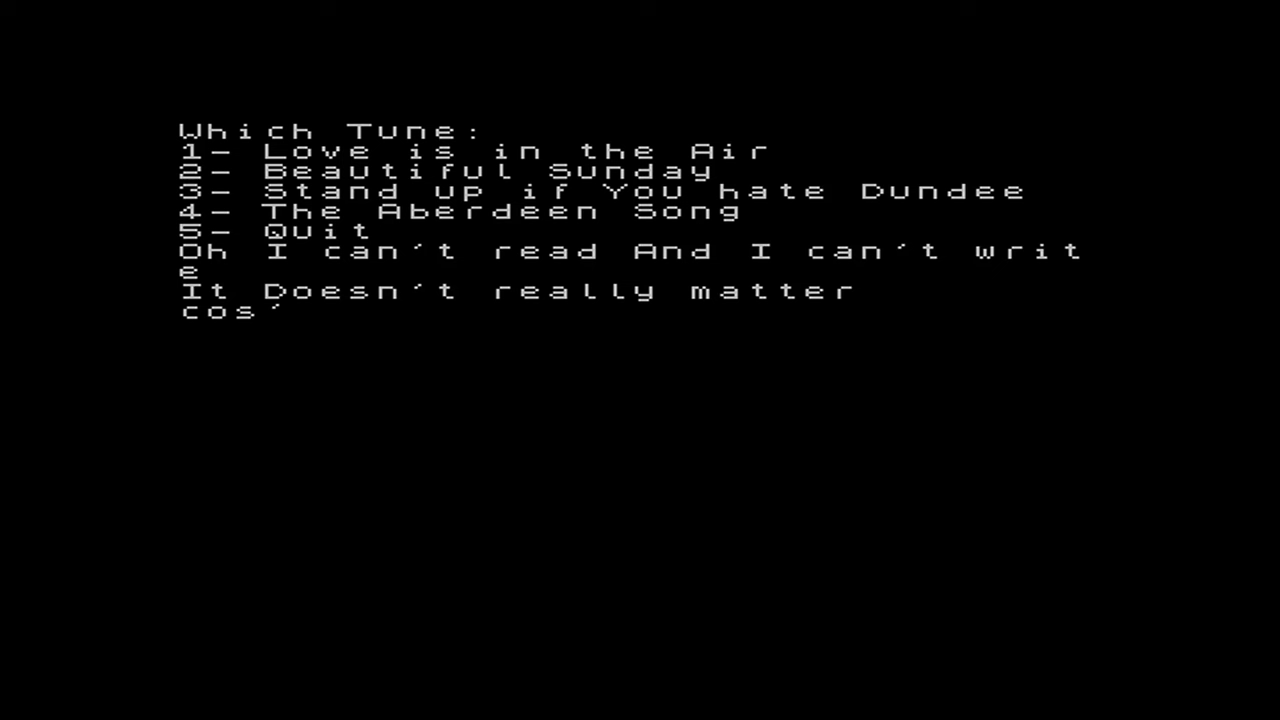 Which Tune:
1- Love is in the Air
2- Beautiful Sunday
3- Stand up if You hate Dundee
4- The Aberdeen Song
5- Quit
Oh I can't read And I can't writ
e
It Doesn't really matter
cos'